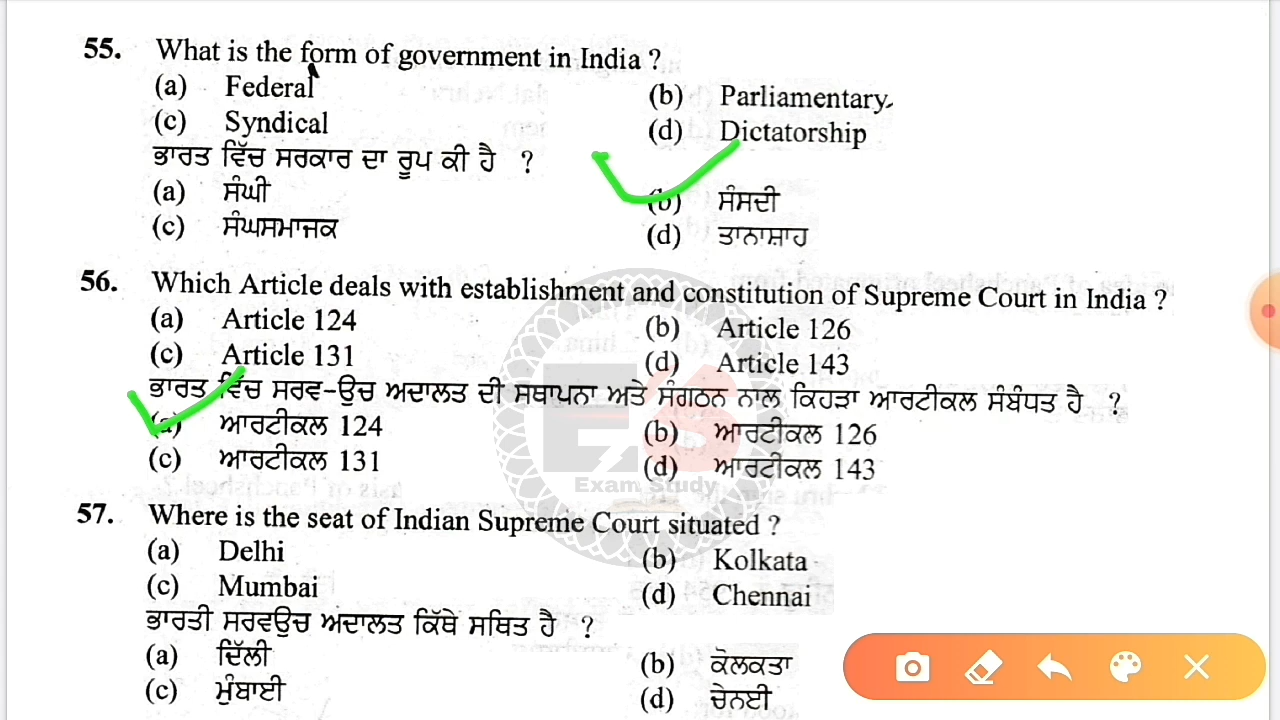 55. What is the form of government in India ?
(a) Federal (b) Parliamentary
(c) Syndical (d) Dictatorship
ਭਾਰਤ ਵਿੱਚ ਸਰਕਾਰ ਦਾ ਰੂਪ ਕੀ ਹੈ ?
(a) ਸੰਘੀ (b) ਸੰਸਦੀ
(c) ਸੰਘਸਮਾਜਕ (d) ਤਾਨਾਸ਼ਾਹ
56. Which Article deals with establishment and constitution of Supreme Court in India ?
(a) Article 124 (b) Article 126
(c) Article 131 (d) Article 143
ਭਾਰਤ ਵਿੱਚ ਸਰਵ-ਉਚ ਅਦਾਲਤ ਦੀ ਸਥਾਪਨਾ ਅਤੇ ਸੰਗਠਨ ਨਾਲ ਕਿਹੜਾ ਆਰਟੀਕਲ ਸੰਬੰਧਤ ਹੈ ?
(a) ਆਰਟੀਕਲ 124 (b) ਆਰਟੀਕਲ 126
(c) ਆਰਟੀਕਲ 131 (d) ਆਰਟੀਕਲ 143
ES
Exam Study
57. Where is the seat of Indian Supreme Court situated ?
(a) Delhi (b) Kolkata
(c) Mumbai (d) Chennai
ਭਾਰਤੀ ਸਰਵਉਚ ਅਦਾਲਤ ਕਿੱਥੇ ਸਥਿਤ ਹੈ ?
(a) ਦਿੱਲੀ (b) ਕੋਲਕਤਾ
(c) ਮੁੰਬਾਈ (d) ਚੇਨਈ